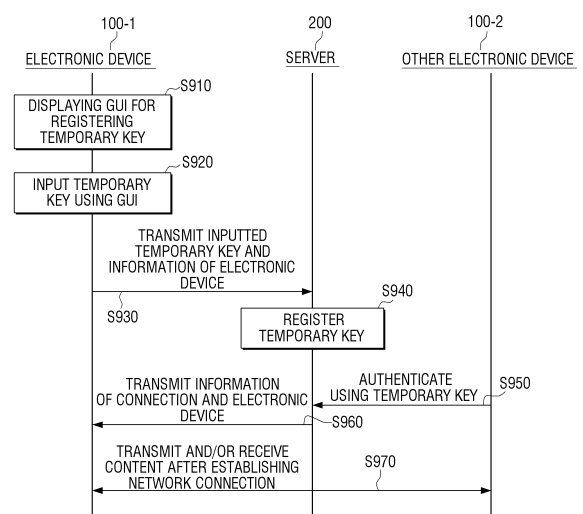 100-1
200
100-2
ELECTRONIC DEVICE
SERVER
OTHER ELECTRONIC DEVICE
S910
DISPLAYING GUI FOR
REGISTERING
TEMPORARY KEY
S920
INPUT TEMPORARY
KEY USING GUI
TRANSMIT INPUTTED
TEMPORARY KEY AND
INFORMATION OF ELECTRONIC
DEVICE
S930
S940
REGISTER
TEMPORARY KEY
AUTHENTICATE
USING TEMPORARY KEY
S950
TRANSMIT INFORMATION
OF CONNECTION AND ELECTRONIC
DEVICE
S960
TRANSMIT AND/OR RECEIVE
CONTENT AFTER ESTABLISHING
NETWORK CONNECTION
S970